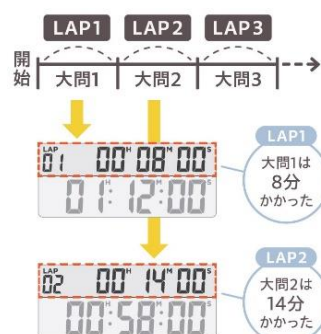 LAP1 LAP2 LAP3
開始
大問1 大問2 大問3
LAP 01 00H 08M 00S
01H:12:00
LAP1
大問1は
8分
かかった
LAP 02 00H 14M 00S
00:58:00
LAP2
大問2は
14分
かかった